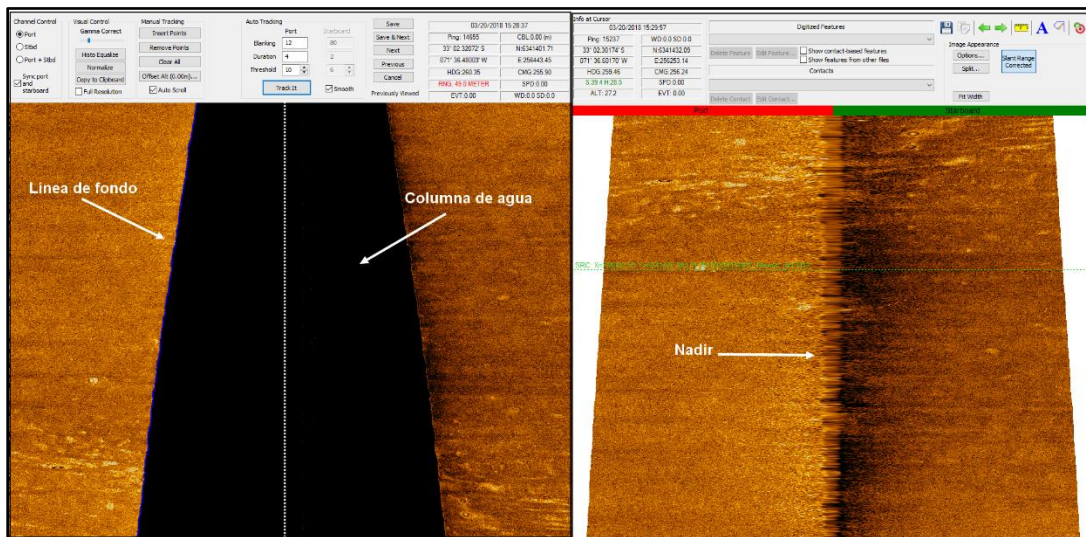 Channel Control
Port
Stbd
Port + Stbd
Sync port and starboard
Visual Control
Gamma Correct
Histo Equalize
Normalize
Copy to Clipboard
Full Resolution
Manual Tracking
Insert Points
Remove Points
Clear All
Offset Alt (0.00m)...
Auto Scroll
Auto Tracking
Port
Starboard
Blanking 12 80
Duration 4 2
Threshold 10 6
Track It
Smooth
Save
Save & Next
Next
Previous
Cancel
Previously Viewed
03/20/2018 15:28:37
Ping: 14655 CBL:0.00 (m)
33° 02.32072' S N:6341401.71
071° 36.48003' W E:256443.45
HDG:260.35 CMG:255.90
RNG: 49.0 METER SPD:0.00
EVT: 0.00 WD:0.0 SD:0.0
Linea de fondo
Columna de agua
Info at Cursor
03/20/2018 15:29:57
Ping: 15237 WD:0.0 SD:0.0
33° 02.30174' S N:6341432.09
071° 36.60170' W E:256253.14
HDG:259.46 CMG:256.24
SPD:0.00
ALT: 27.2 EVT: 0.00
Digitized Features
Delete Feature
Edit Feature...
Show contact-based features
Show features from other files
Contacts
Delete Contact
Edit Contact...
Image Appearance
Options...
Split...
Slant Range Corrected
Fit Width
Port
Starboard
Nadir